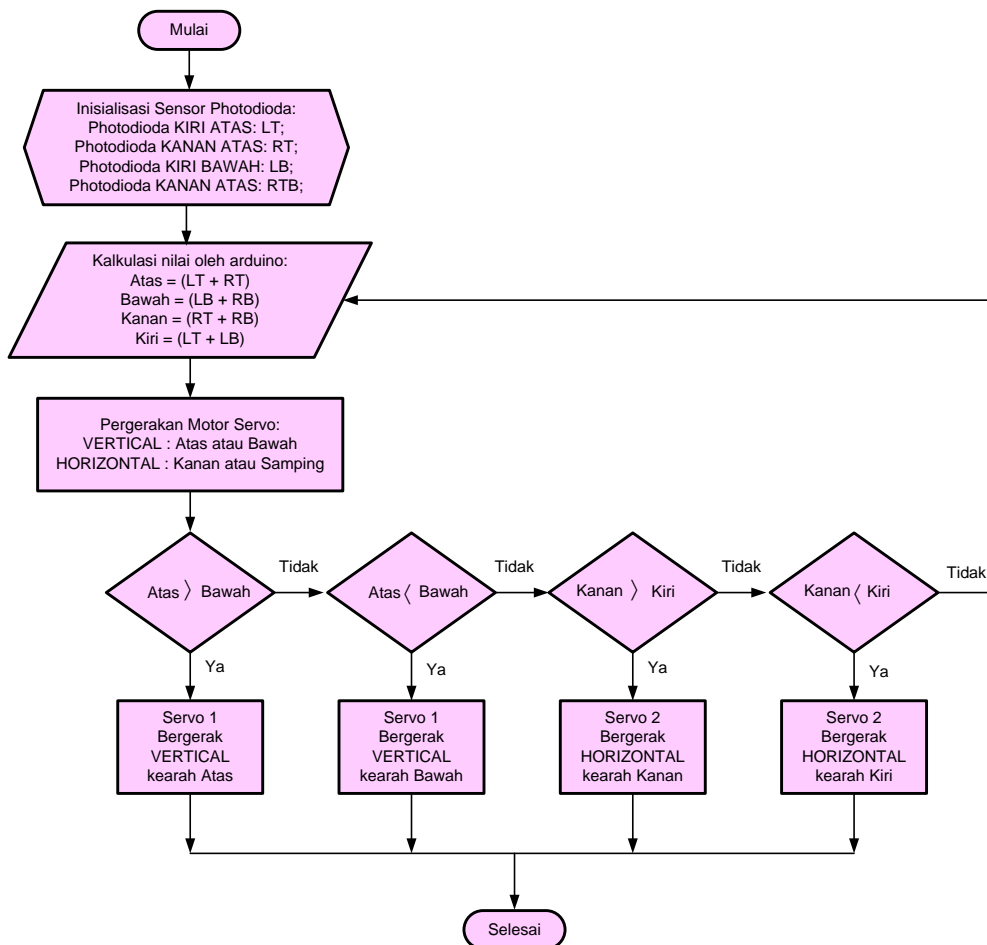 Mulai
Inisialisasi Sensor Photodioda:
Photodioda KIRI ATAS: LT;
Photodioda KANAN ATAS: RT;
Photodioda KIRI BAWAH: LB;
Photodioda KANAN ATAS: RTB;
Kalkulasi nilai oleh arduino:
Atas = (LT + RT)
Bawah = (LB + RB)
Kanan = (RT + RB)
Kiri = (LT + LB)
Pergerakan Motor Servo:
VERTICAL : Atas atau Bawah
HORIZONTAL : Kanan atau Samping
Atas 〉 Bawah
Tidak
Atas 〈 Bawah
Tidak
Kanan 〉 Kiri
Tidak
Kanan 〈 Kiri
Tidak
Ya
Ya
Ya
Ya
Servo 1
Bergerak
VERTICAL
kearah Atas
Servo 1
Bergerak
VERTICAL
kearah Bawah
Servo 2
Bergerak
HORIZONTAL
kearah Kanan
Servo 2
Bergerak
HORIZONTAL
kearah Kiri
Selesai